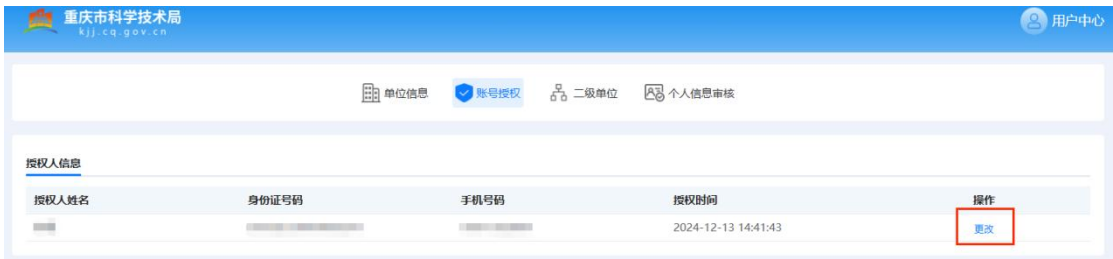 重庆市科学技术局
kjj.cq.gov.cn
用户中心
单位信息 账号授权 二级单位 个人信息审核
授权人信息
授权人姓名 身份证号码 手机号码 授权时间 操作
2024-12-13 14:41:43 更改